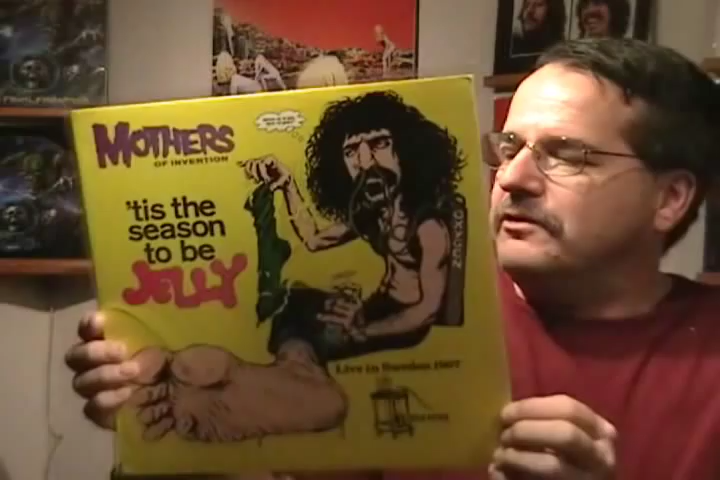 MOTHERS
OF INVENTION
'tis the
season
to be
JELLY
Live in Sweden 1967